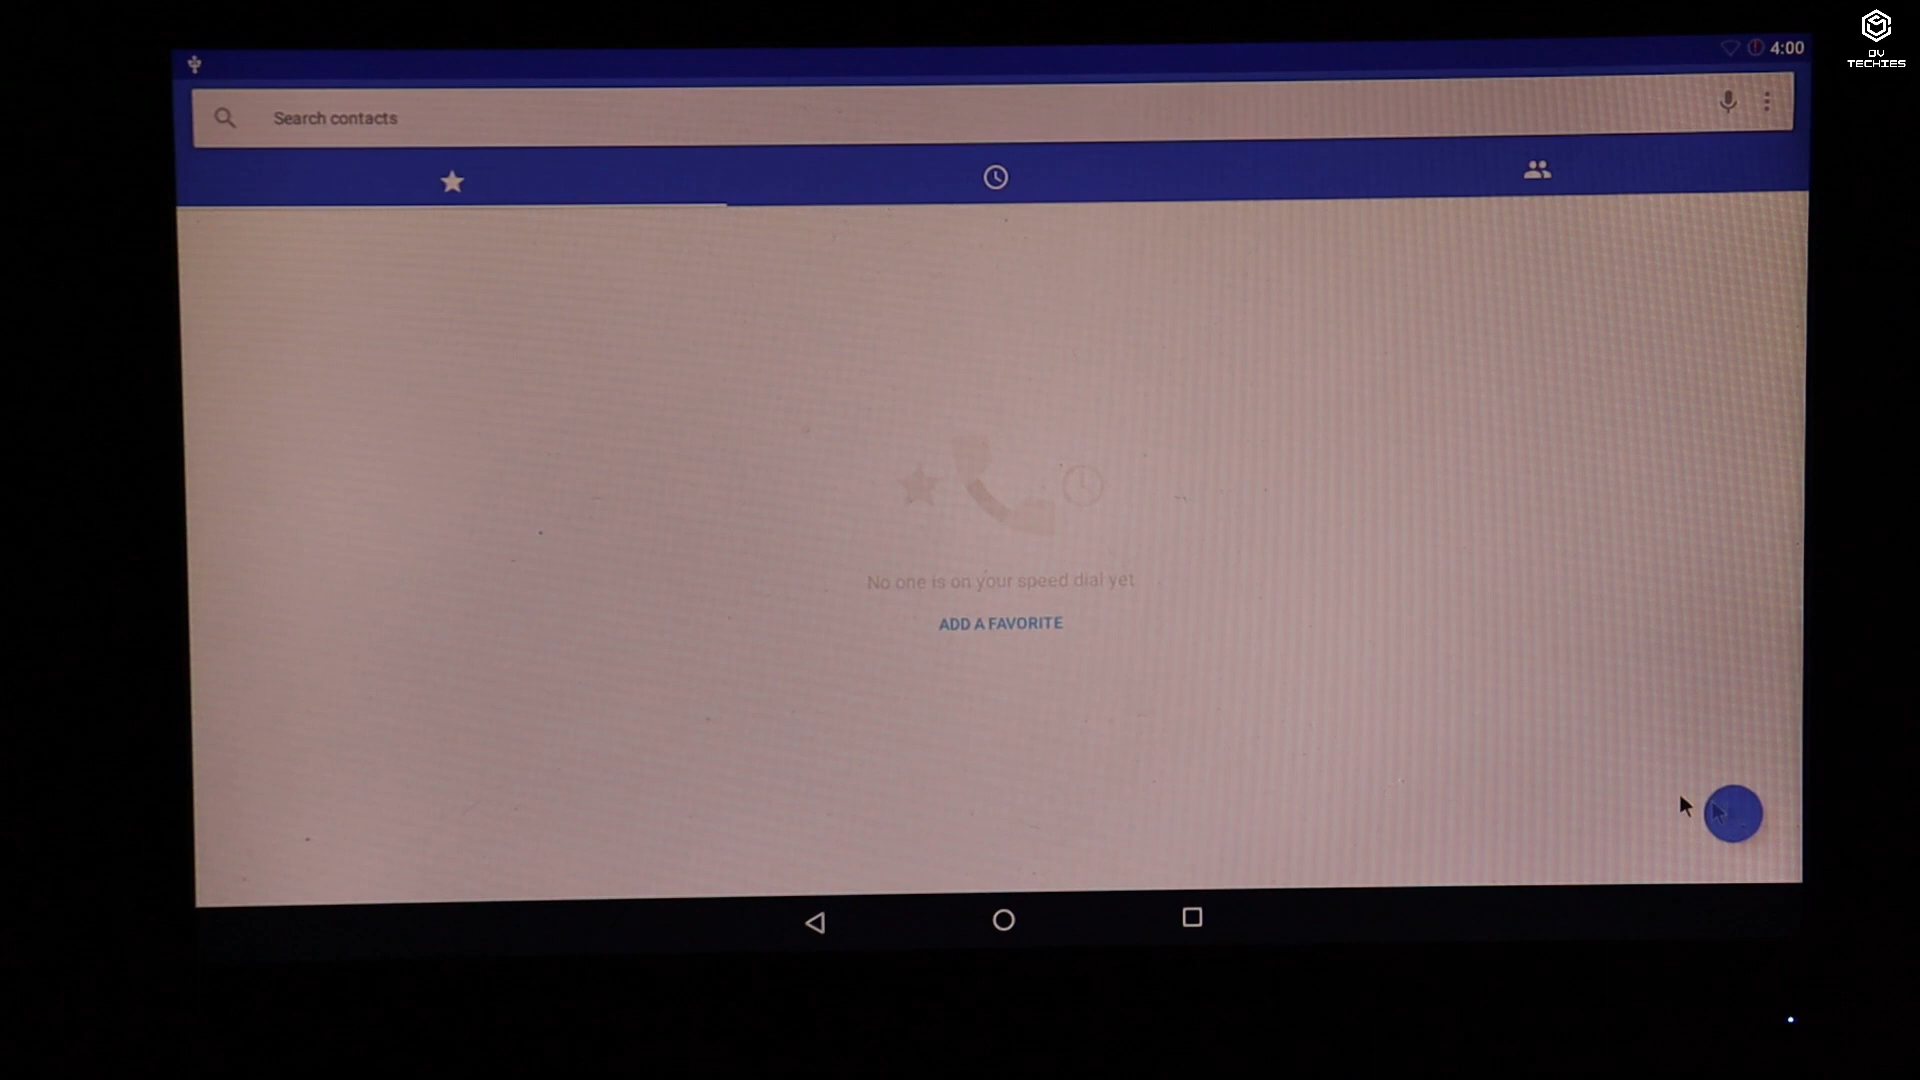 4:00
DV
TECHIES
Search contacts
No one is on your speed dial yet
ADD A FAVORITE